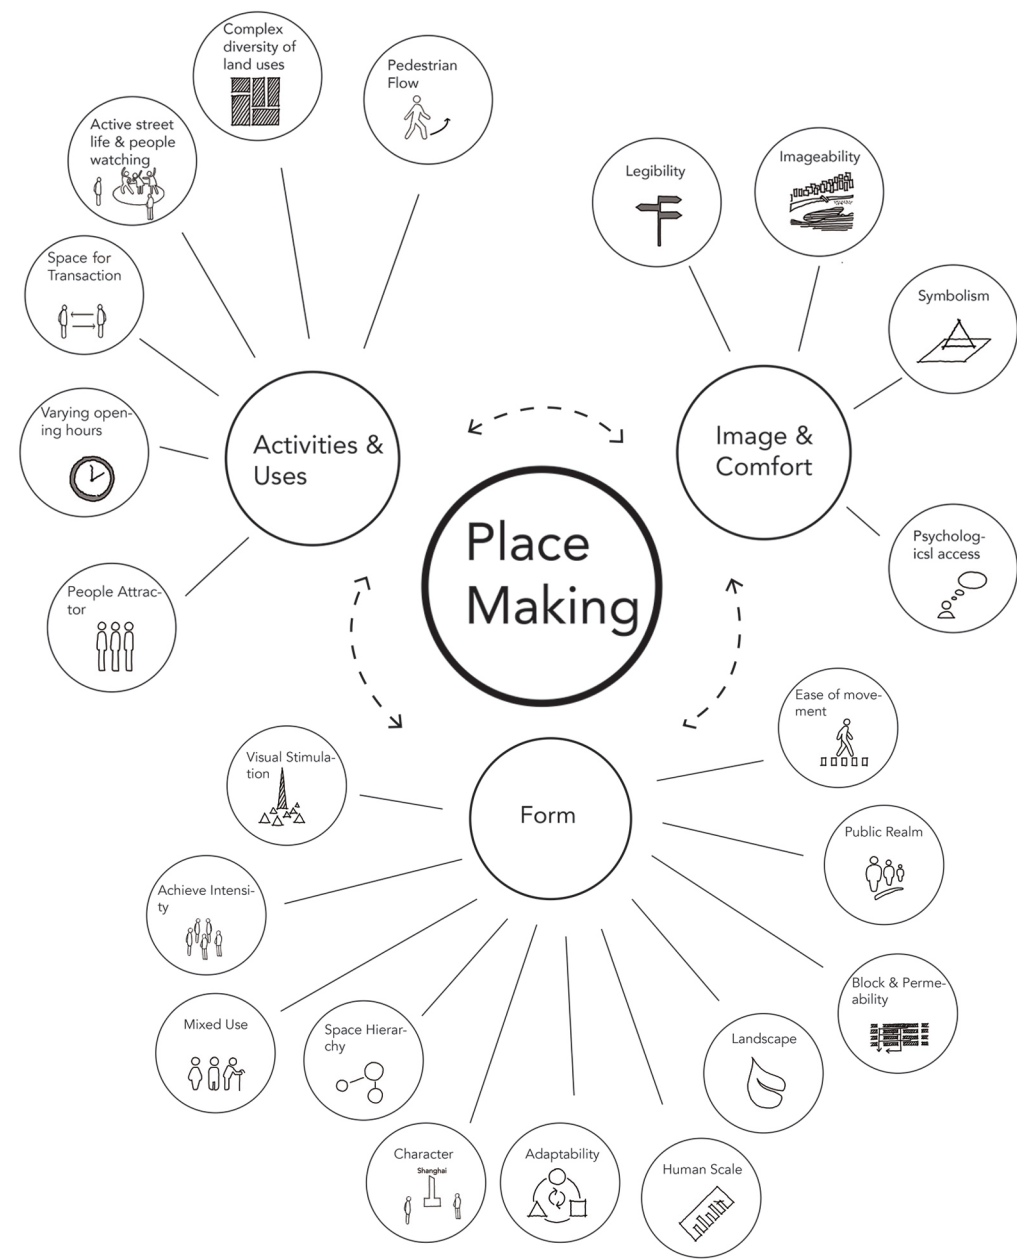 Complex
diversity of
land uses
Pedestrian
Flow
Active street
life & people
watching
Space for
Transaction
Varying open-
ing hours
People Attrac-
tor
Activities &
Uses
Legibility
Imageability
Symbolism
Psycholog-
icsl access
Image &
Comfort
Place
Making
Form
Visual Stimula-
tion
Achieve Intensi-
ty
Mixed Use
Space Hierar-
chy
Character
Shanghai
Adaptability
Human Scale
Landscape
Block & Perme-
ability
Public Realm
Ease of move-
ment